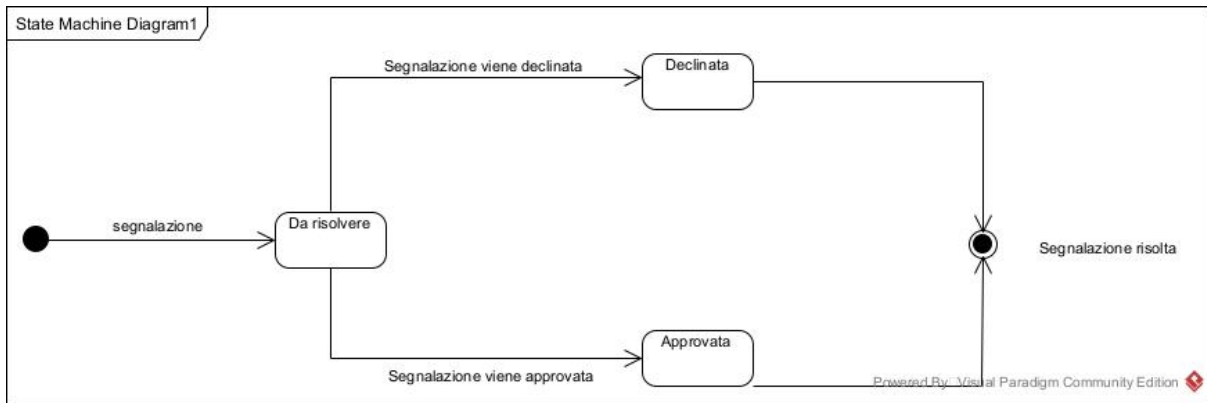 State Machine Diagram1
Segnalazione viene declinata
Declinata
segnalazione
Da risolvere
Segnalazione risolta
Approvata
Segnalazione viene approvata
Powered By Visual Paradigm Community Edition